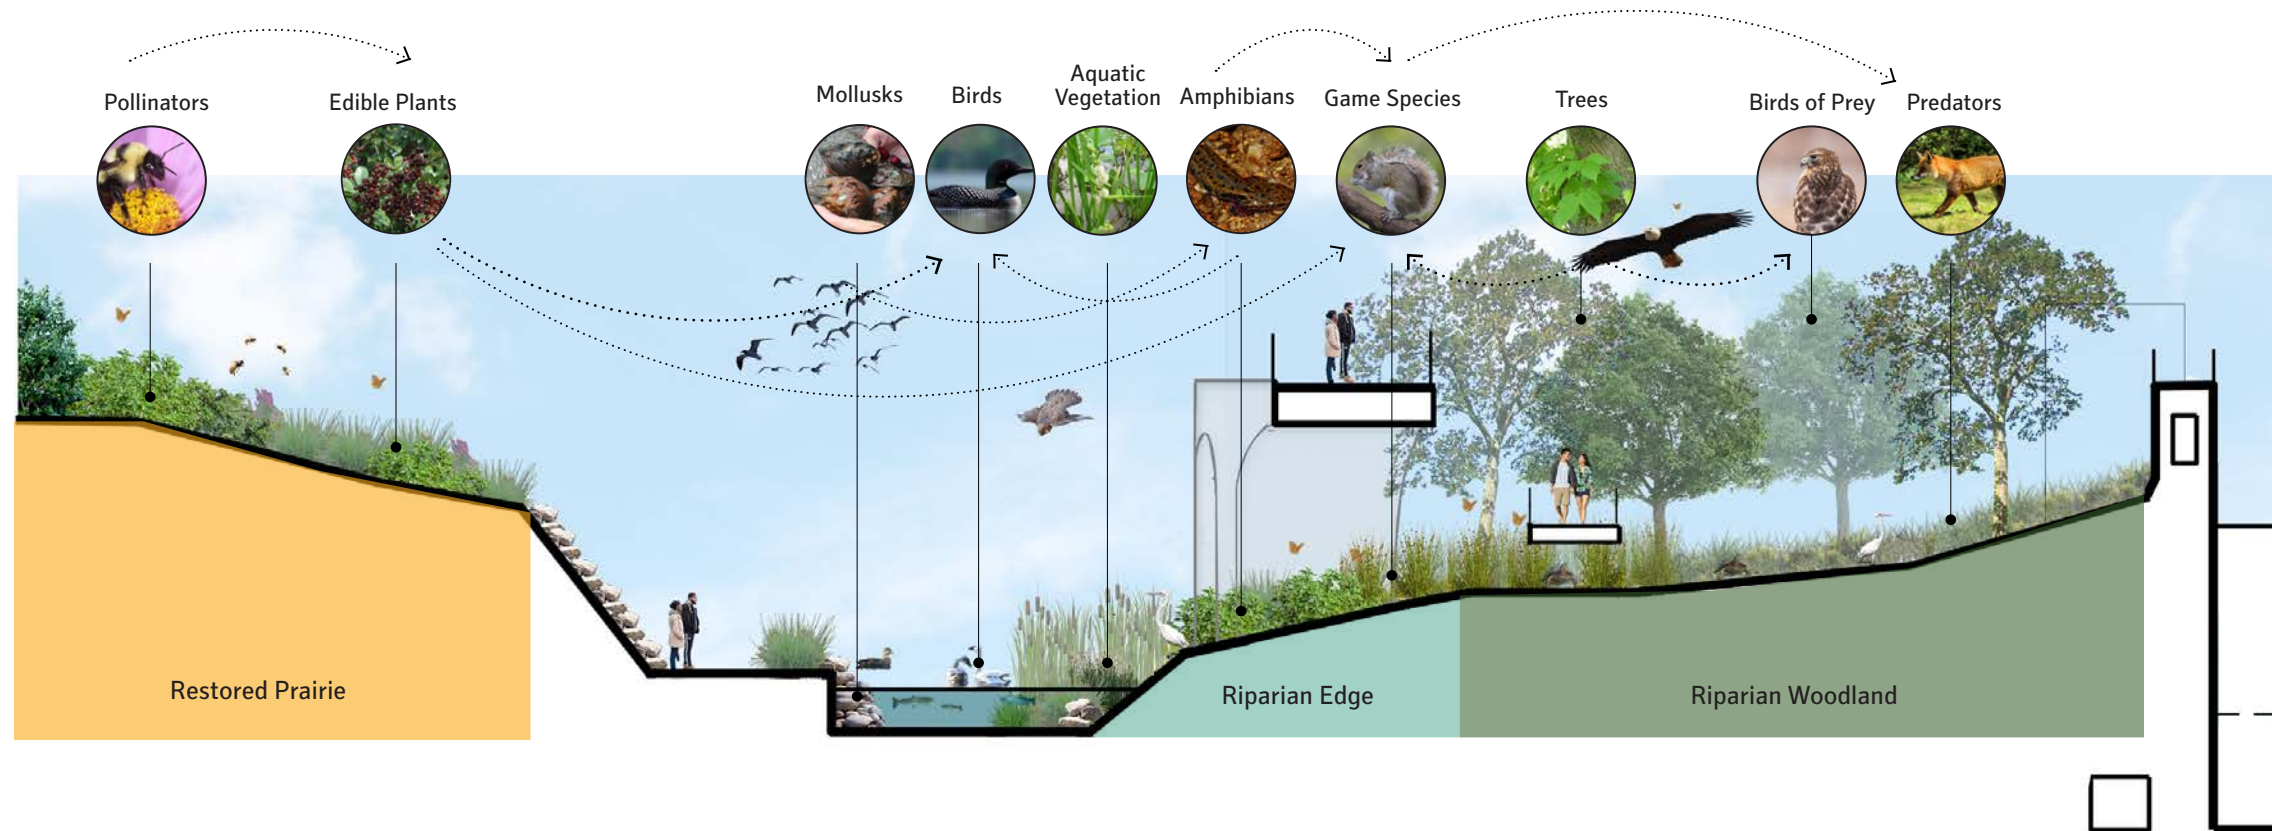 Pollinators
Edible Plants
Mollusks
Birds
Aquatic
Vegetation
Amphibians
Game Species
Trees
Birds of Prey
Predators
Restored Prairie
Riparian Edge
Riparian Woodland